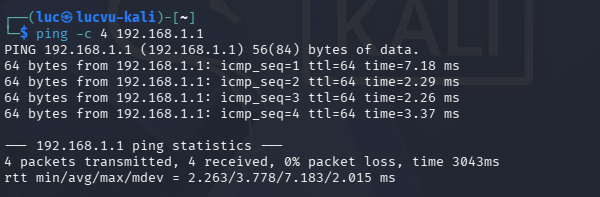 ┌──(luc㉿lucvu-kali)-[~]
└─$ ping -c 4 192.168.1.1
PING 192.168.1.1 (192.168.1.1) 56(84) bytes of data.
64 bytes from 192.168.1.1: icmp_seq=1 ttl=64 time=7.18 ms
64 bytes from 192.168.1.1: icmp_seq=2 ttl=64 time=2.29 ms
64 bytes from 192.168.1.1: icmp_seq=3 ttl=64 time=2.26 ms
64 bytes from 192.168.1.1: icmp_seq=4 ttl=64 time=3.37 ms

--- 192.168.1.1 ping statistics ---
4 packets transmitted, 4 received, 0% packet loss, time 3043ms
rtt min/avg/max/mdev = 2.263/3.778/7.183/2.015 ms
KALI